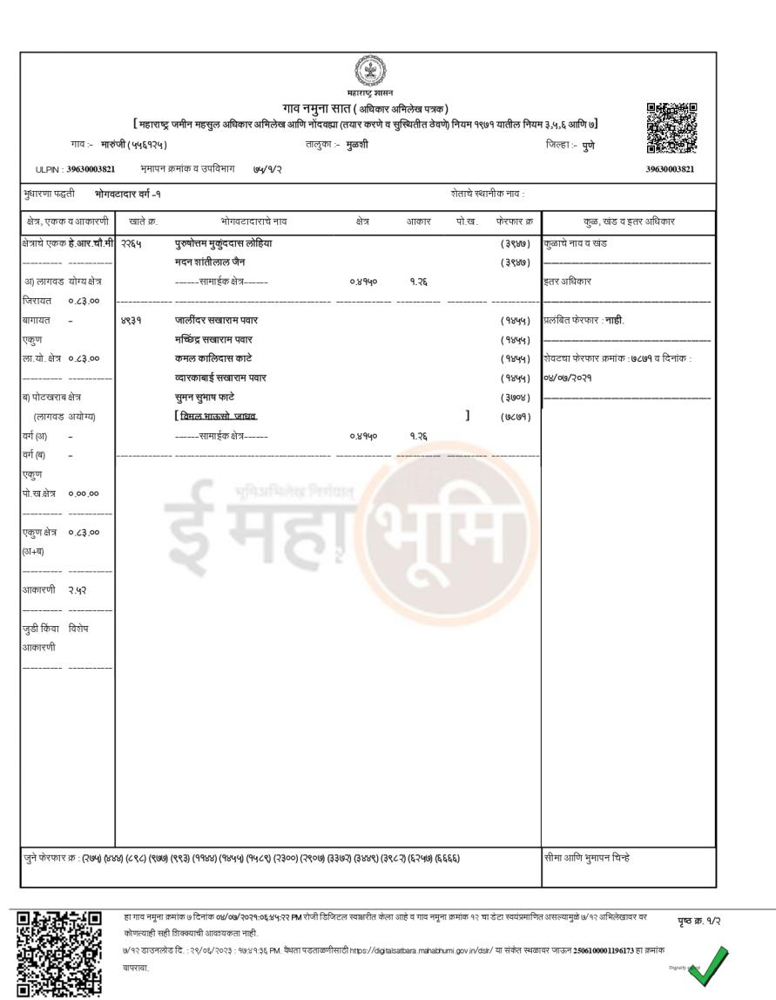 महाराष्ट्र शासन
गाव नमुना सात ( अधिकार अभिलेख पत्रक )
[ महाराष्ट्र जमीन महसुल अधिकार अभिलेख आणि नोंदवह्या (तयार करणे व सुस्थितीत ठेवणे) नियम १९७१ यातील नियम ३,५,६ आणि ७]
गाव :- मारुंजी (५५६१२५) तालुका :- मुळशी जिल्हा :- पुणे
ULPIN : 39630003821 भूमापन क्रमांक व उपविभाग ७५/१/२ 39630003821
भुधारणा पद्धती भोगवटादार वर्ग -१ शेताचे स्थानीक नाव :
क्षेत्र, एकक व आकारणी खाते क्र. भोगवटादाराचे नाव क्षेत्र आकार पो.ख. फेरफार क्र कुळ, खंड व इतर अधिकार
क्षेत्राचे एकक हे.आर.चौ.मी २२६५ पुरुषोत्तम मुकुंददास लोहिया (३९४७) कुळाचे नाव व खंड
मदन शांतीलाल जैन (३९४७)
अ) लागवड योग्य क्षेत्र ------सामाईक क्षेत्र------ ०.४१५० १.२६ इतर अधिकार
जिरायत ०.८३.००
बागायत - ४९३१ जालींदर सखाराम पवार (१४५५) प्रलंबित फेरफार : नाही.
एकुण मच्छिंद्र सखाराम पवार (१४५५)
ला.यो. क्षेत्र ०.८३.०० कमल कालिदास काटे (१४५५) शेवटचा फेरफार क्रमांक : ७८७१ व दिनांक :
व्दारकाबाई सखाराम पवार (१४५५) ०४/०७/२०२१
ब) पोटखराब क्षेत्र सुमन सुभाष फाटे (३७०४)
(लागवड अयोग्य) [ विमल भाऊसो जाधव ] (७८७१)
वर्ग (अ) - ------सामाईक क्षेत्र------ ०.४१५० १.२६
वर्ग (ब) -
एकुण
पो.ख.क्षेत्र ०.००.००
एकुण क्षेत्र ०.८३.००
(अ+ब)
आकारणी २.५२
जुडी किंवा विशेष
आकारणी
भूमिअभिलेख निर्गयात्
ई महाभूमि
जुने फेरफार क्र : (२७५) (४४४) (८९८) (९७७) (९९३) (११४४) (१४५५) (१५८९) (२३००) (२९०७) (३३७२) (३४४९) (३९८२) (६२५७) (६६६६) सीमा आणि भुमापन चिन्हे
हा गाव नमूना क्रमांक ७ दिनांक ०४/०७/२०२१:०६:४५:२२ PM रोजी डिजिटल स्वाक्षरीत केला आहे व गाव नमूना क्रमांक १२ चा डेटा स्वयंप्रमाणित असल्यामुळे ७/१२ अभिलेखावर वर पृष्ठ क्र. १/२
कोणत्याही सही शिक्क्याची आवश्यकता नाही.
७/१२ डाउनलोड दि. : २९/०६/२०२३ : १७:४१:३६ PM. वैधता पडताळणीसाठी https://digitalsatbara.mahabhumi.gov.in/dslr/ या संकेत स्थळावर जाऊन 2506100001196173 हा क्रमांक
वापरावा.
Digitally